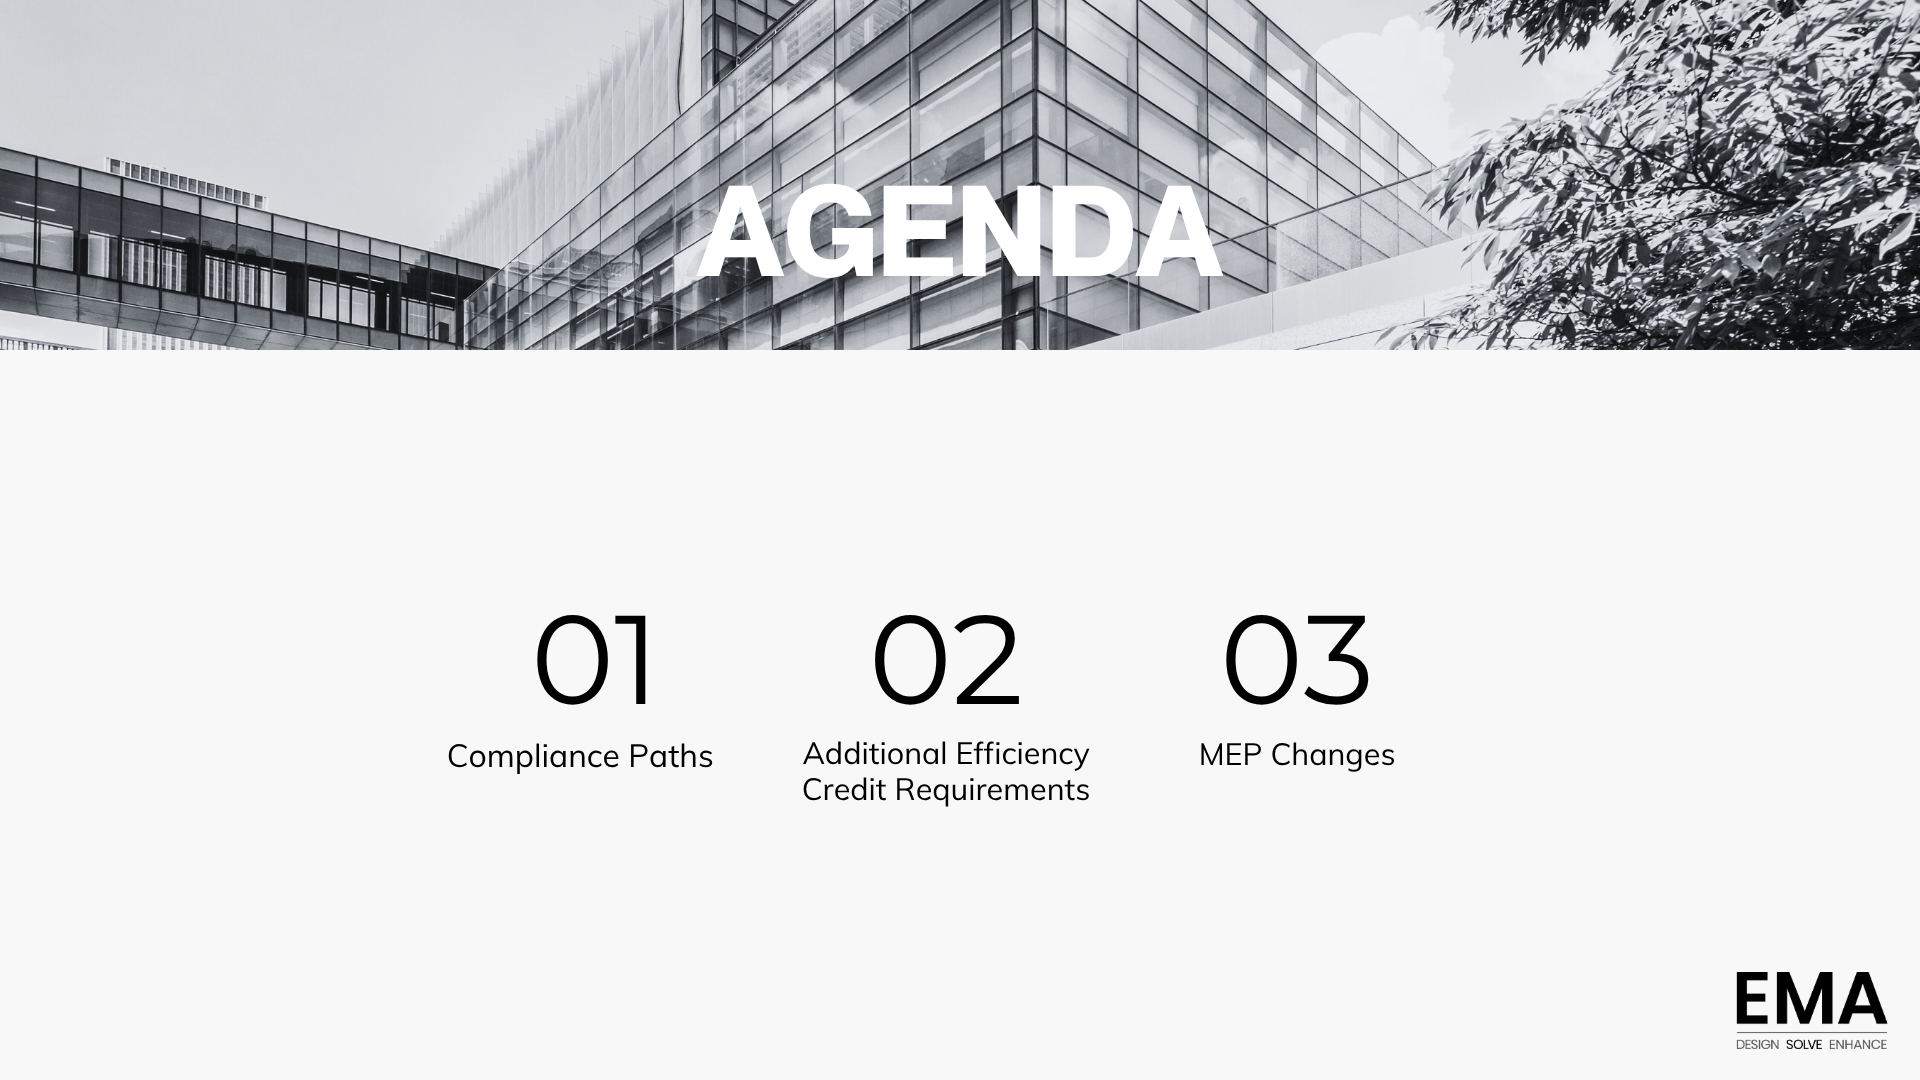 AGENDA
01
Compliance Paths
02
Additional Efficiency
Credit Requirements
03
MEP Changes
EMA
DESIGN SOLVE ENHANCE